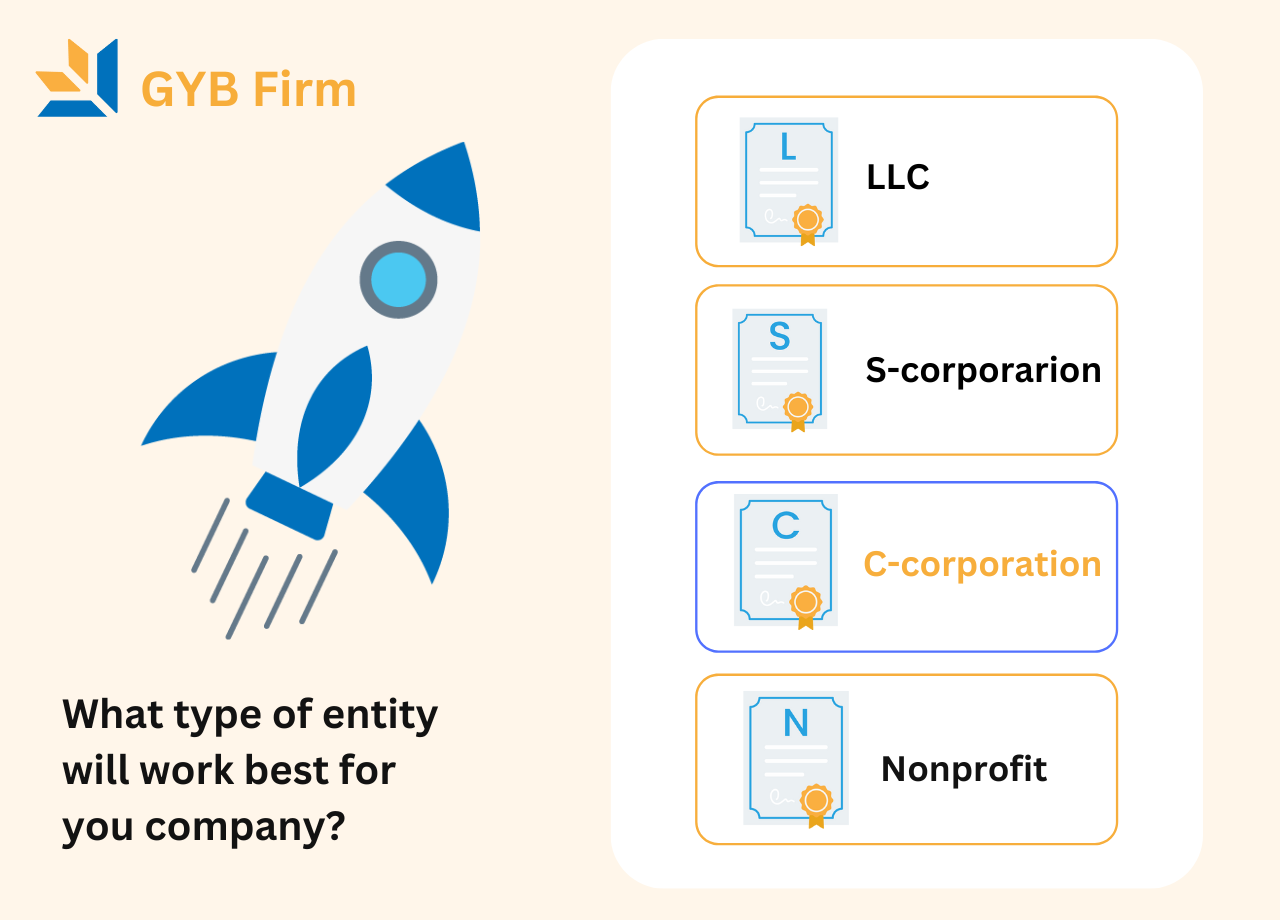 GYB Firm
What type of entity
will work best for
you company?
L
LLC
S
S-corporarion
C
C-corporation
N
Nonprofit